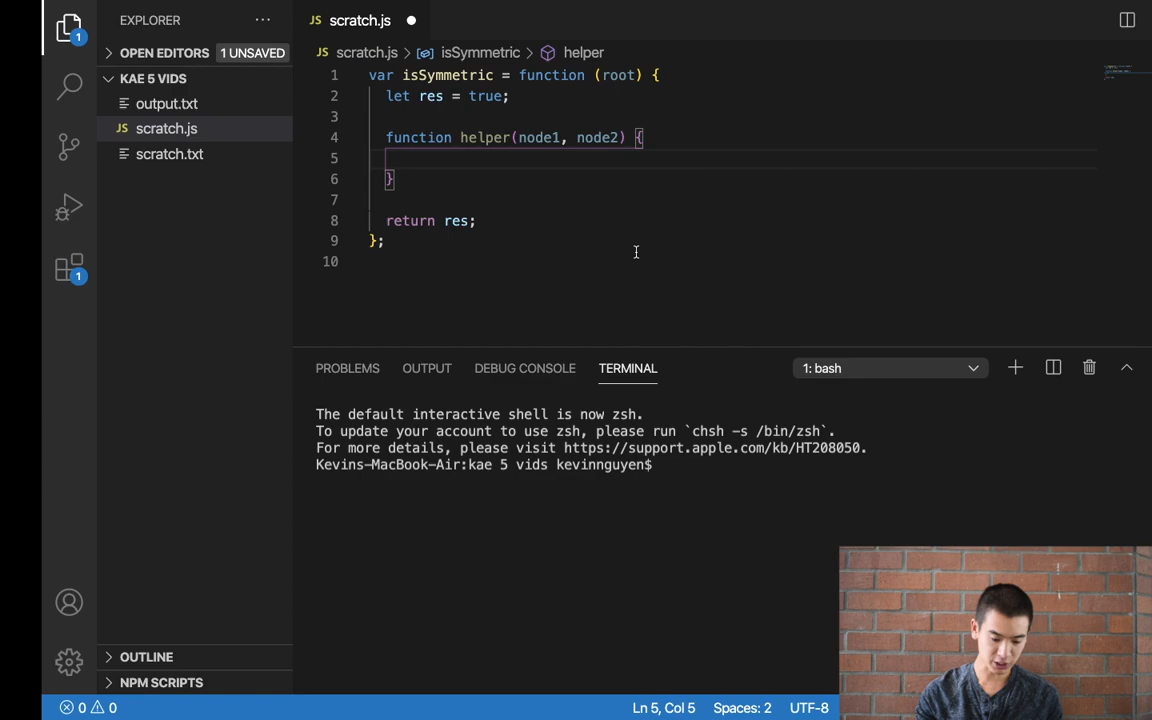 EXPLORER ...
JS scratch.js
1
OPEN EDITORS 1 UNSAVED
JS scratch.js > isSymmetric > helper
KAE 5 VIDS
output.txt
JS scratch.js
scratch.txt
1 var isSymmetric = function (root) {
2 let res = true;
3
4 function helper(node1, node2) {
5
6 }
7
8 return res;
9 };
10
1
PROBLEMS OUTPUT DEBUG CONSOLE TERMINAL 1: bash
The default interactive shell is now zsh.
To update your account to use zsh, please run `chsh -s /bin/zsh`.
For more details, please visit https://support.apple.com/kb/HT208050.
Kevins-MacBook-Air:kae 5 vids kevinnguyen$
OUTLINE
NPM SCRIPTS
0 0 Ln 5, Col 5 Spaces: 2 UTF-8